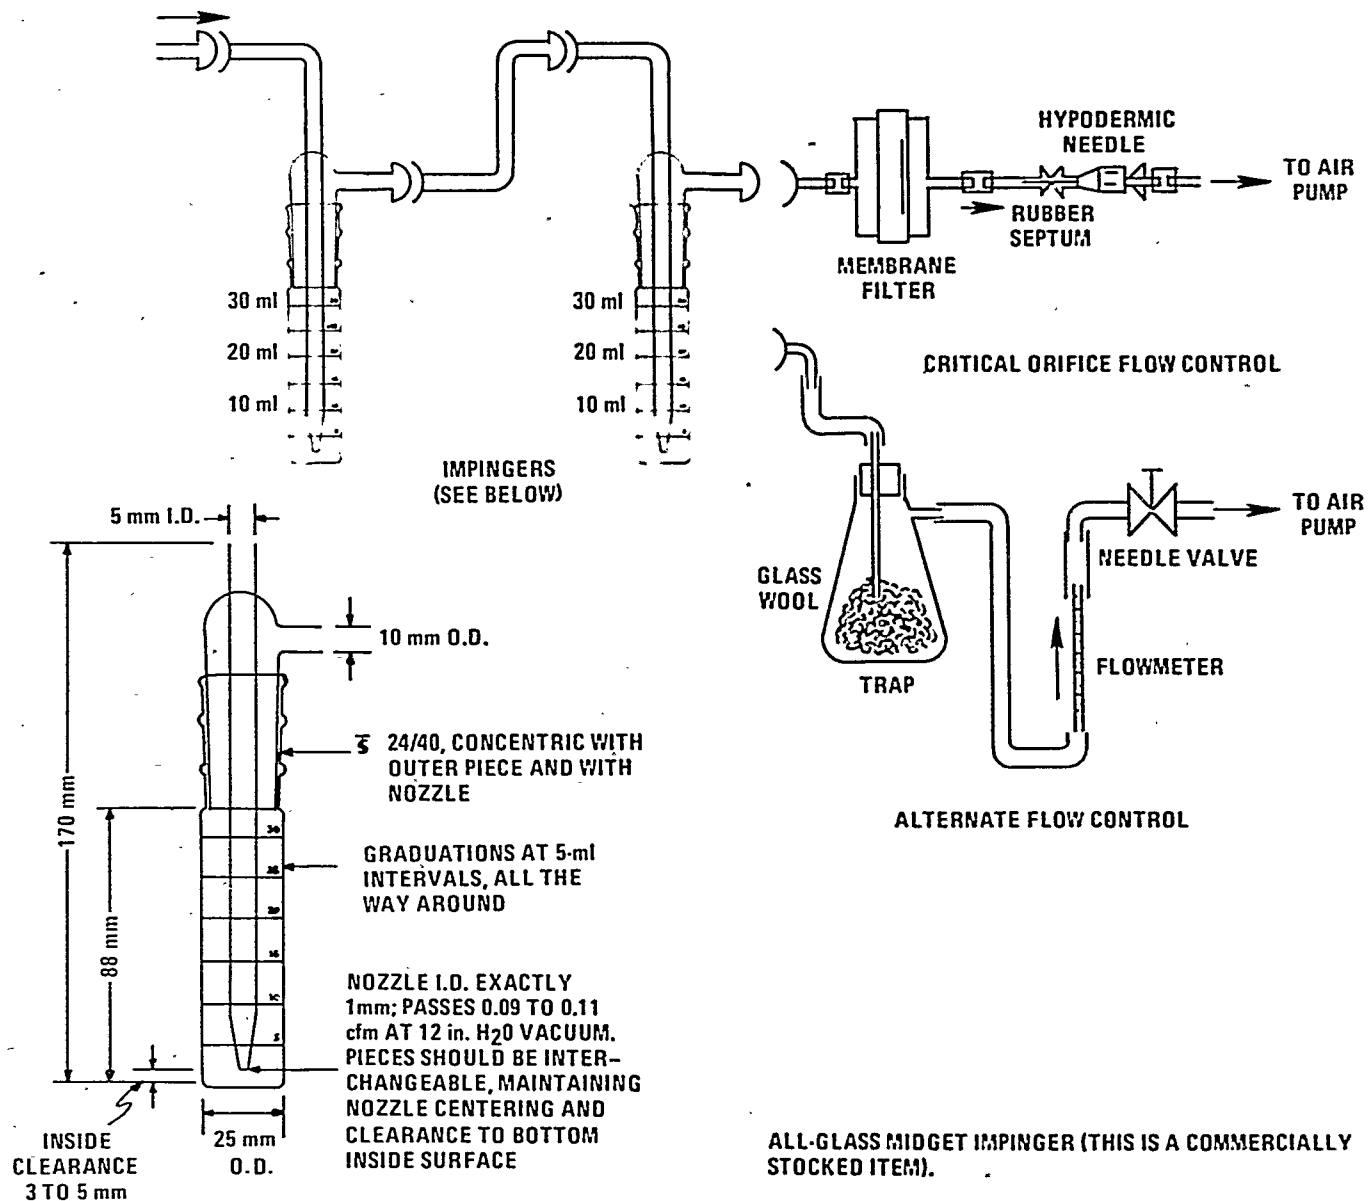 HYPODERMIC
NEEDLE
TO AIR
PUMP
RUBBER
SEPTUM
MEMBRANE
FILTER
30 ml
20 ml
10 ml
30 ml
20 ml
10 ml
CRITICAL ORIFICE FLOW CONTROL
IMPINGERS
(SEE BELOW)
5 mm I.D.
10 mm O.D.
TO AIR
PUMP
NEEDLE VALVE
GLASS
WOOL
TRAP
FLOWMETER
ALTERNATE FLOW CONTROL
24/40, CONCENTRIC WITH
OUTER PIECE AND WITH
NOZZLE
170 mm
88 mm
GRADUATIONS AT 5-ml
INTERVALS, ALL THE
WAY AROUND
NOZZLE I.D. EXACTLY
1mm; PASSES 0.09 TO 0.11
cfm AT 12 in. H2O VACUUM.
PIECES SHOULD BE INTER-
CHANGEABLE, MAINTAINING
NOZZLE CENTERING AND
CLEARANCE TO BOTTOM
INSIDE SURFACE
INSIDE
CLEARANCE
3 TO 5 mm
25 mm
O.D.
ALL-GLASS MIDGET IMPINGER (THIS IS A COMMERCIALLY
STOCKED ITEM).